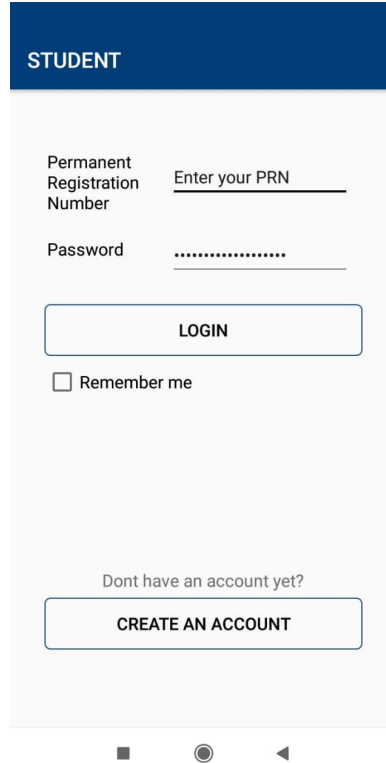 STUDENT
Permanent
Registration
Number
Enter your PRN
Password
...................
LOGIN
Remember me
Dont have an account yet?
CREATE AN ACCOUNT